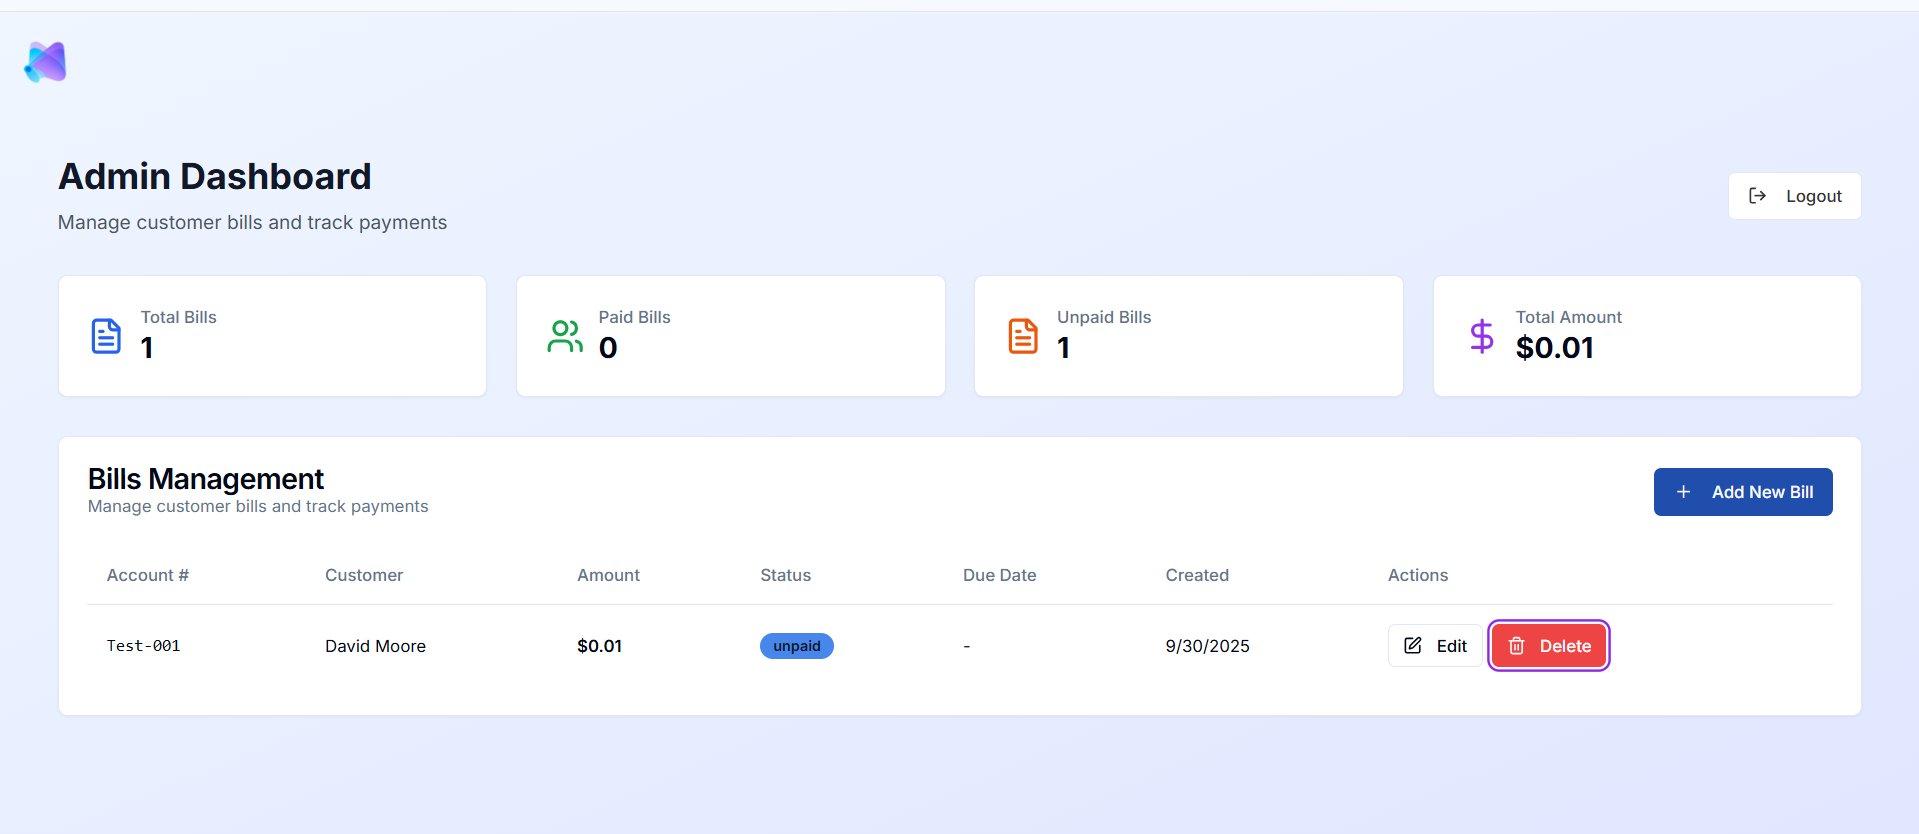 Admin Dashboard
Manage customer bills and track payments
Logout
Total Bills
1
Paid Bills
0
Unpaid Bills
1
Total Amount
$0.01
Bills Management
Manage customer bills and track payments
Add New Bill
Account # Customer Amount Status Due Date Created Actions
Test-001 David Moore $0.01 unpaid - 9/30/2025 Edit Delete